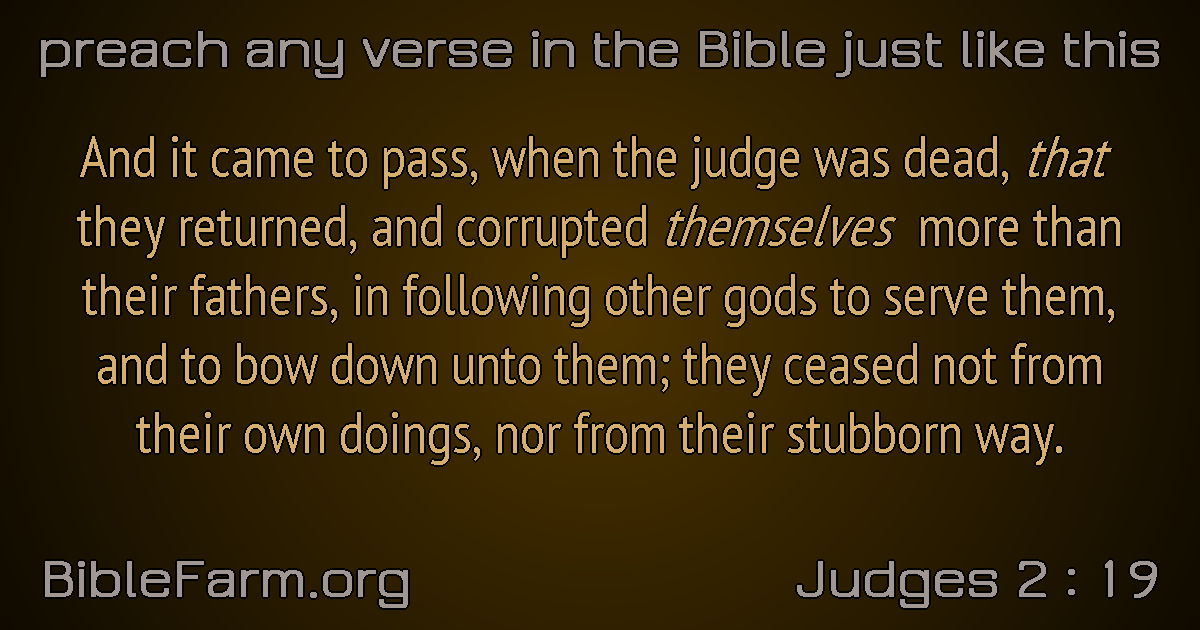 preach any verse in the Bible just like this
And it came to pass, when the judge was dead, that
they returned, and corrupted themselves more than
their fathers, in following other gods to serve them,
and to bow down unto them; they ceased not from
their own doings, nor from their stubborn way.
BibleFarm.org
Judges 2 : 19